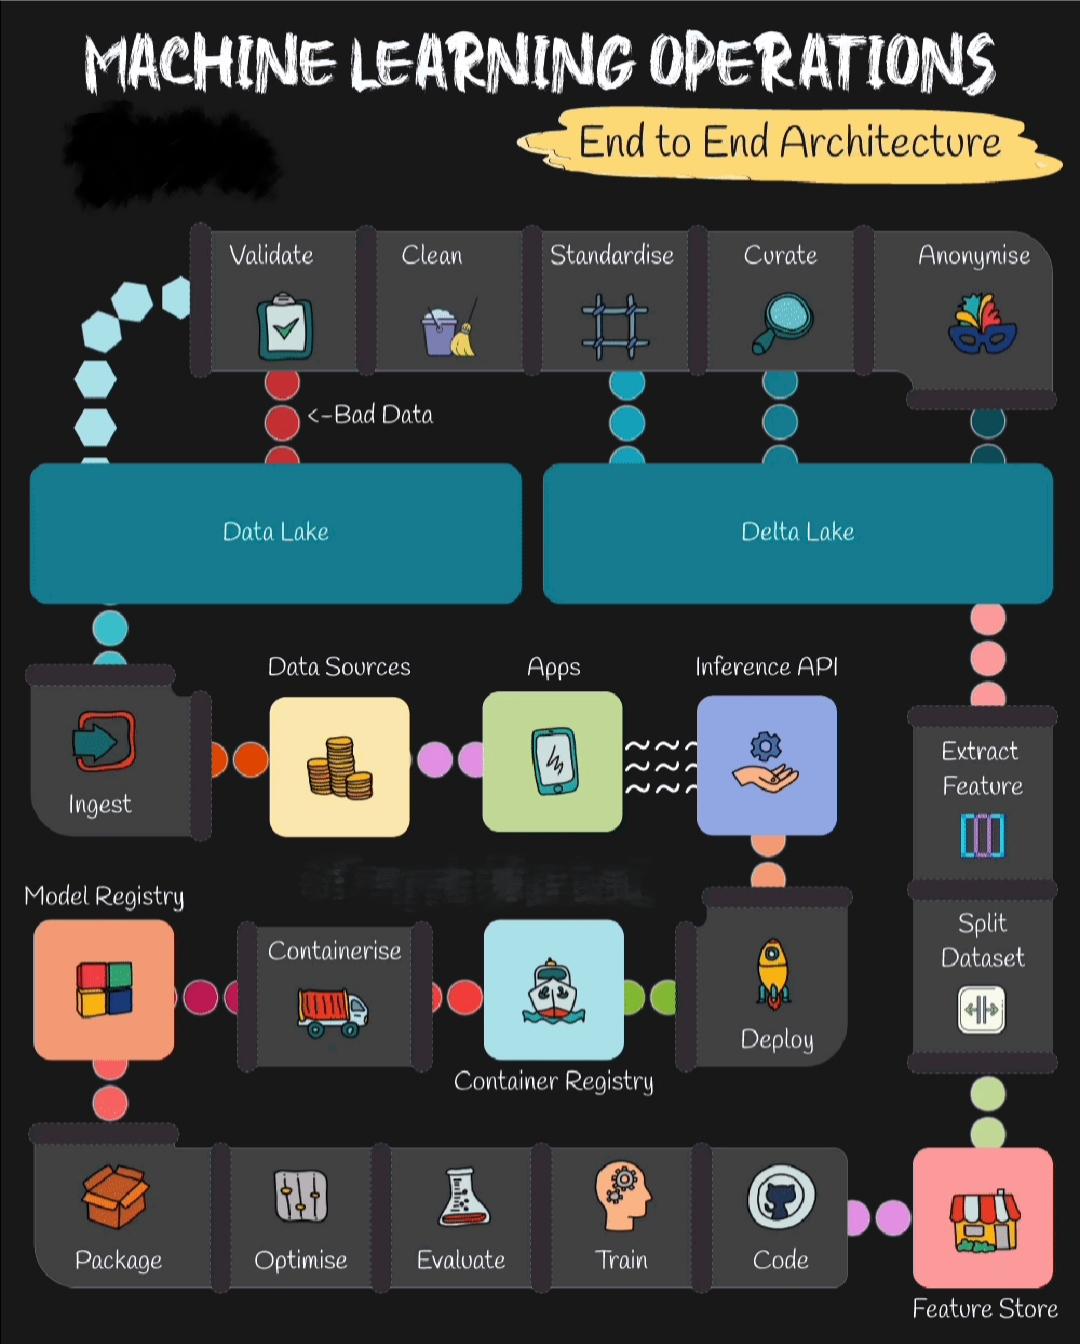 MACHINE LEARNING OPERATIONS
End to End Architecture
Validate
Clean
Standardise
Curate
Anonymise
<-Bad Data
Data Lake
Delta Lake
Data Sources
Apps
Inference API
Ingest
Extract
Feature
Model Registry
Containerise
Split
Dataset
Deploy
Container Registry
Package
Optimise
Evaluate
Train
Code
Feature Store